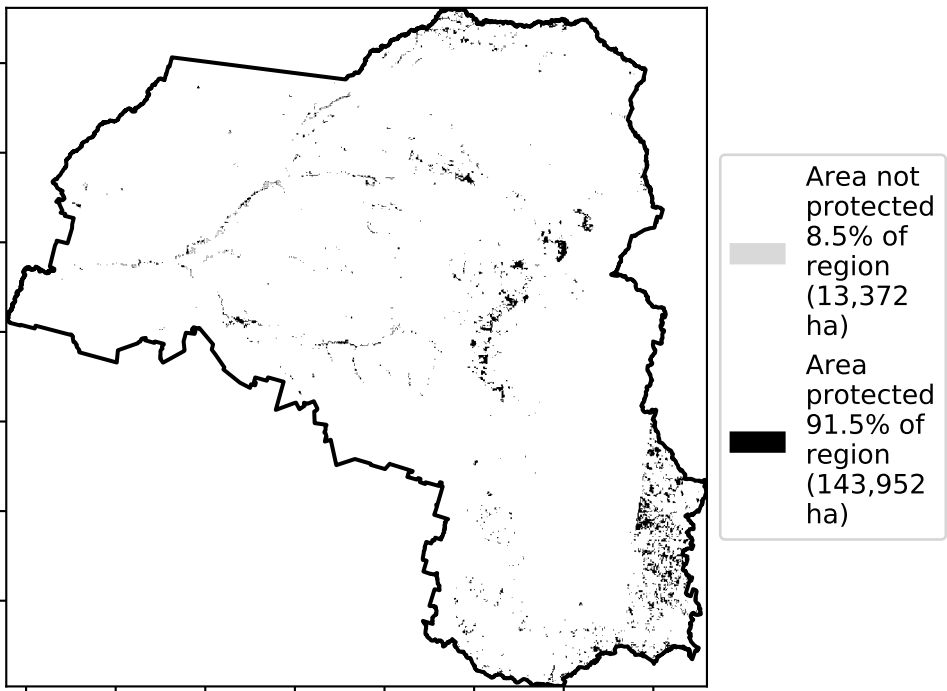 Area not
protected
8.5% of
region
(13,372
ha)
Area
protected
91.5% of
region
(143,952
ha)